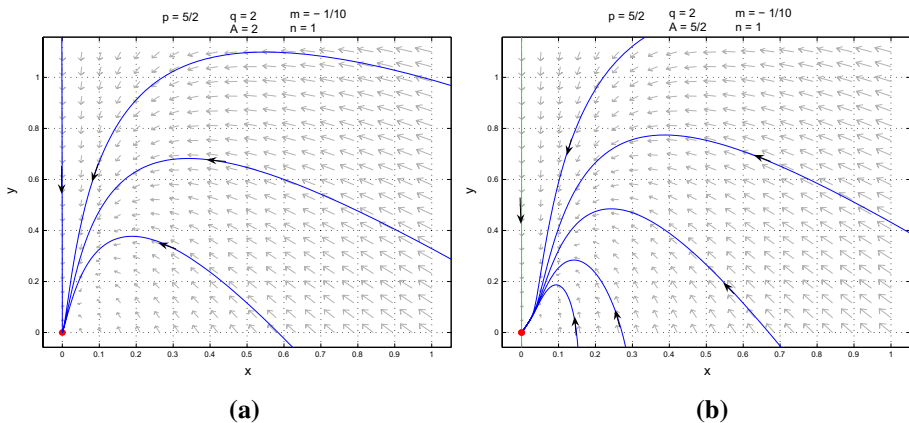 p = 5/2 q = 2 m = − 1/10
A = 2 n = 1
1
0.8
0.6
0.4
0.2
0
y
0 0.1 0.2 0.3 0.4 0.5 0.6 0.7 0.8 0.9 1
x
(a)
p = 5/2 q = 2 m = − 1/10
A = 5/2 n = 1
1
0.8
0.6
0.4
0.2
0
y
0 0.1 0.2 0.3 0.4 0.5 0.6 0.7 0.8 0.9 1
x
(b)